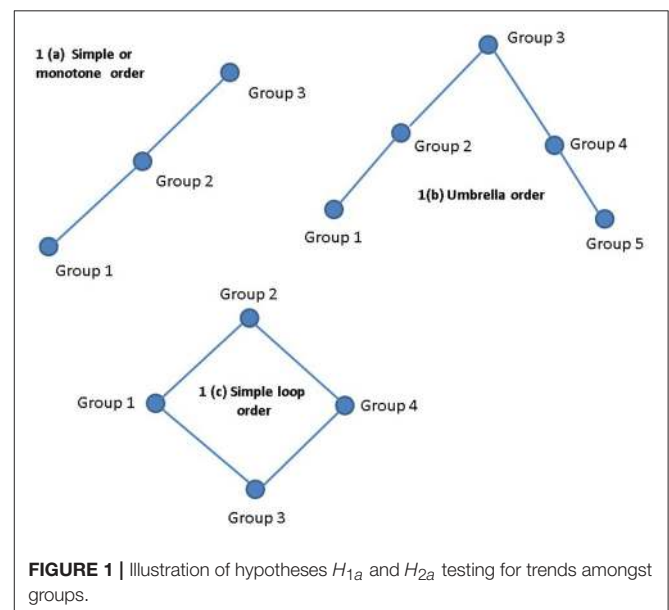 1 (a) Simple or
monotone order
Group 3
Group 2
Group 1
Group 3
Group 2
Group 4
1(b) Umbrella order
Group 1
Group 5
Group 2
Group 1
1 (c) Simple loop
order
Group 4
Group 3
FIGURE 1 | Illustration of hypotheses H1a and H2a testing for trends amongst
groups.